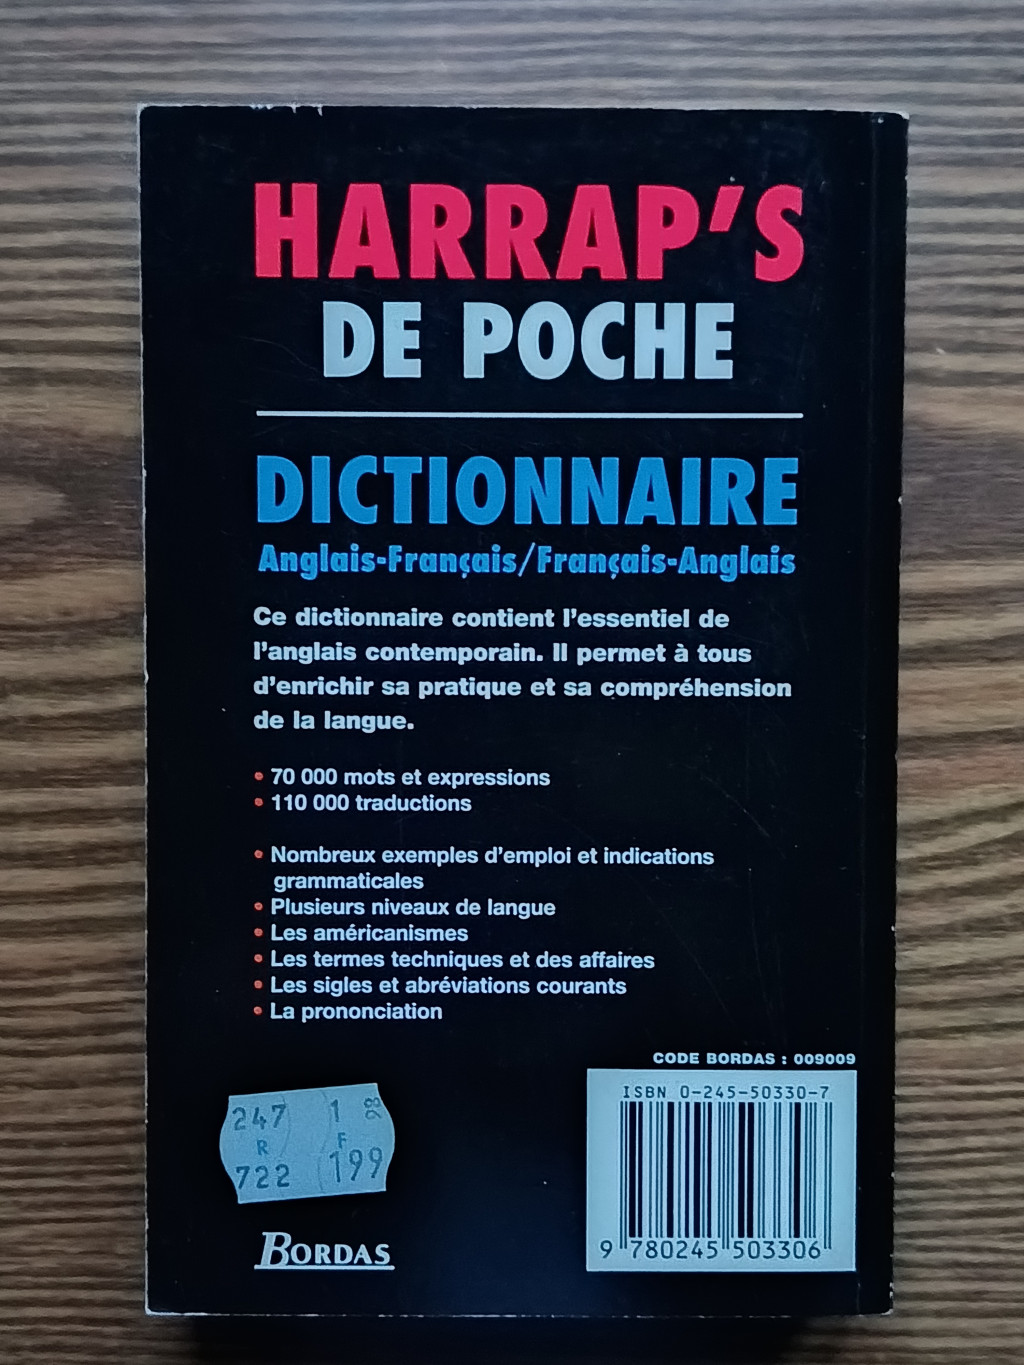 HARRAP'S
DE POCHE
DICTIONNAIRE
Anglais-Français/Français-Anglais
Ce dictionnaire contient l'essentiel de
l'anglais contemporain. Il permet à tous
d'enrichir sa pratique et sa compréhension
de la langue.
• 70 000 mots et expressions
• 110 000 traductions
• Nombreux exemples d'emploi et indications
grammaticales
• Plusieurs niveaux de langue
• Les américanismes
• Les termes techniques et des affaires
• Les sigles et abréviations courants
• La prononciation
CODE BORDAS : 009009
ISBN 0-245-50330-7
9 780245 503306
247 1 98
R F
722 199
BORDAS